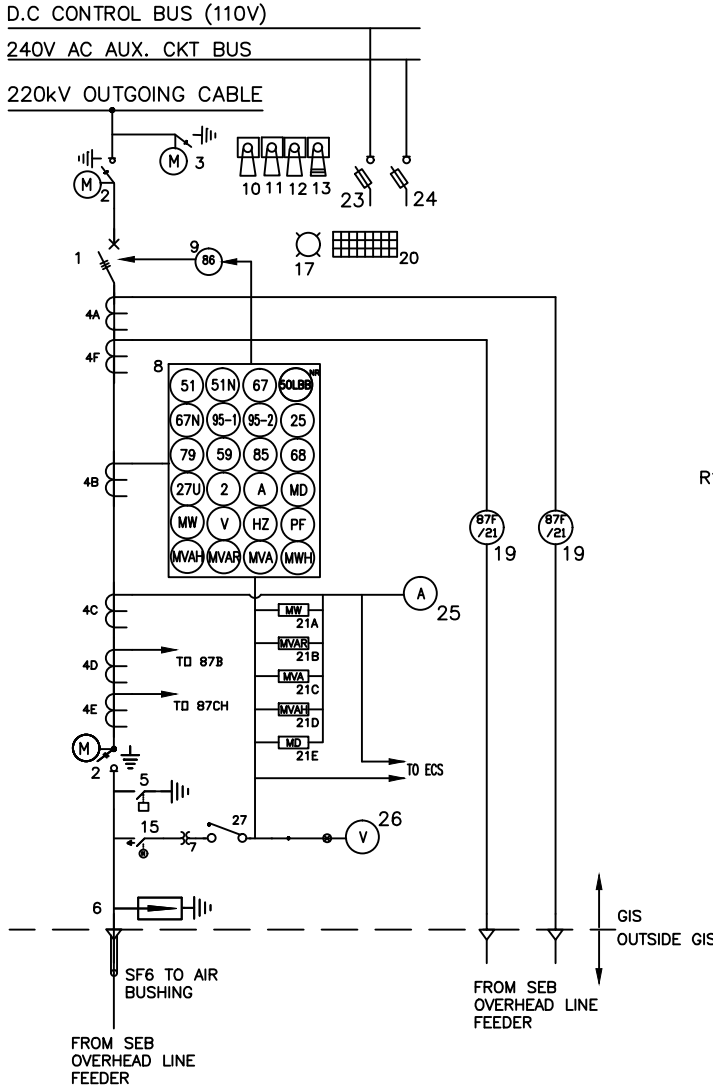 D.C CONTROL BUS (110V)
240V AC AUX. CKT BUS
220kV OUTGOING CABLE
M 3
M 2
10 11 12 13
23 24
17 20
1
9
86
4A
4F
8
51 51N 67 50LBB NR
67N 95-1 95-2 25
79 59 85 68
27U 2 A MD
MW V HZ PF
MVAH MVAR MVA MWH
4B
R
87F
/21
19
87F
/21
19
4C
A
25
MW
21A
4D
TO 87B
MVAR
21B
MVA
21C
4E
TO 87CH
MVAH
21D
MD
21E
M
2
TO ECS
5
15
7
27
V
26
6
GIS
OUTSIDE GIS
SF6 TO AIR
BUSHING
FROM SEB
OVERHEAD LINE
FEEDER
FROM SEB
OVERHEAD LINE
FEEDER